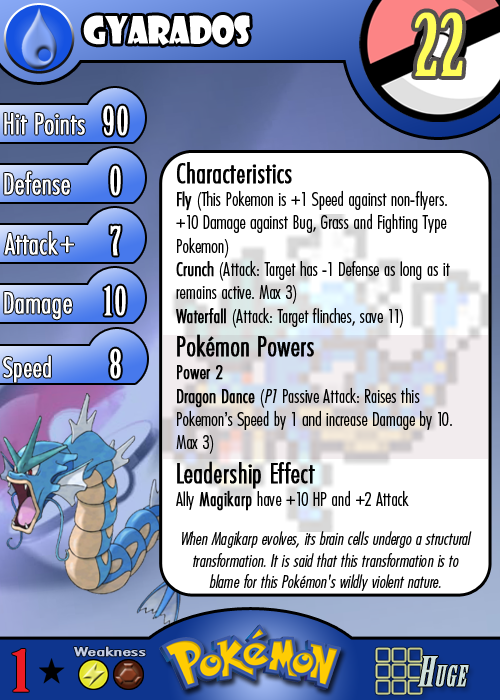 GYARADOS
22
Hit Points 90
Defense 0
Attack+ 7
Damage 10
Speed 8
Characteristics
Fly (This Pokemon is +1 Speed against non-flyers.
+10 Damage against Bug, Grass and Fighting Type
Pokemon)
Crunch (Attack: Target has -1 Defense as long as it
remains active. Max 3)
Waterfall (Attack: Target flinches, save 11)
Pokémon Powers
Power 2
Dragon Dance (P1 Passive Attack: Raises this
Pokemon's Speed by 1 and increase Damage by 10.
Max 3)
Leadership Effect
Ally Magikarp have +10 HP and +2 Attack
When Magikarp evolves, its brain cells undergo a structural
transformation. It is said that this transformation is to
blame for this Pokémon's wildly violent nature.
1 ★
Weakness
POKéMON
HUGE